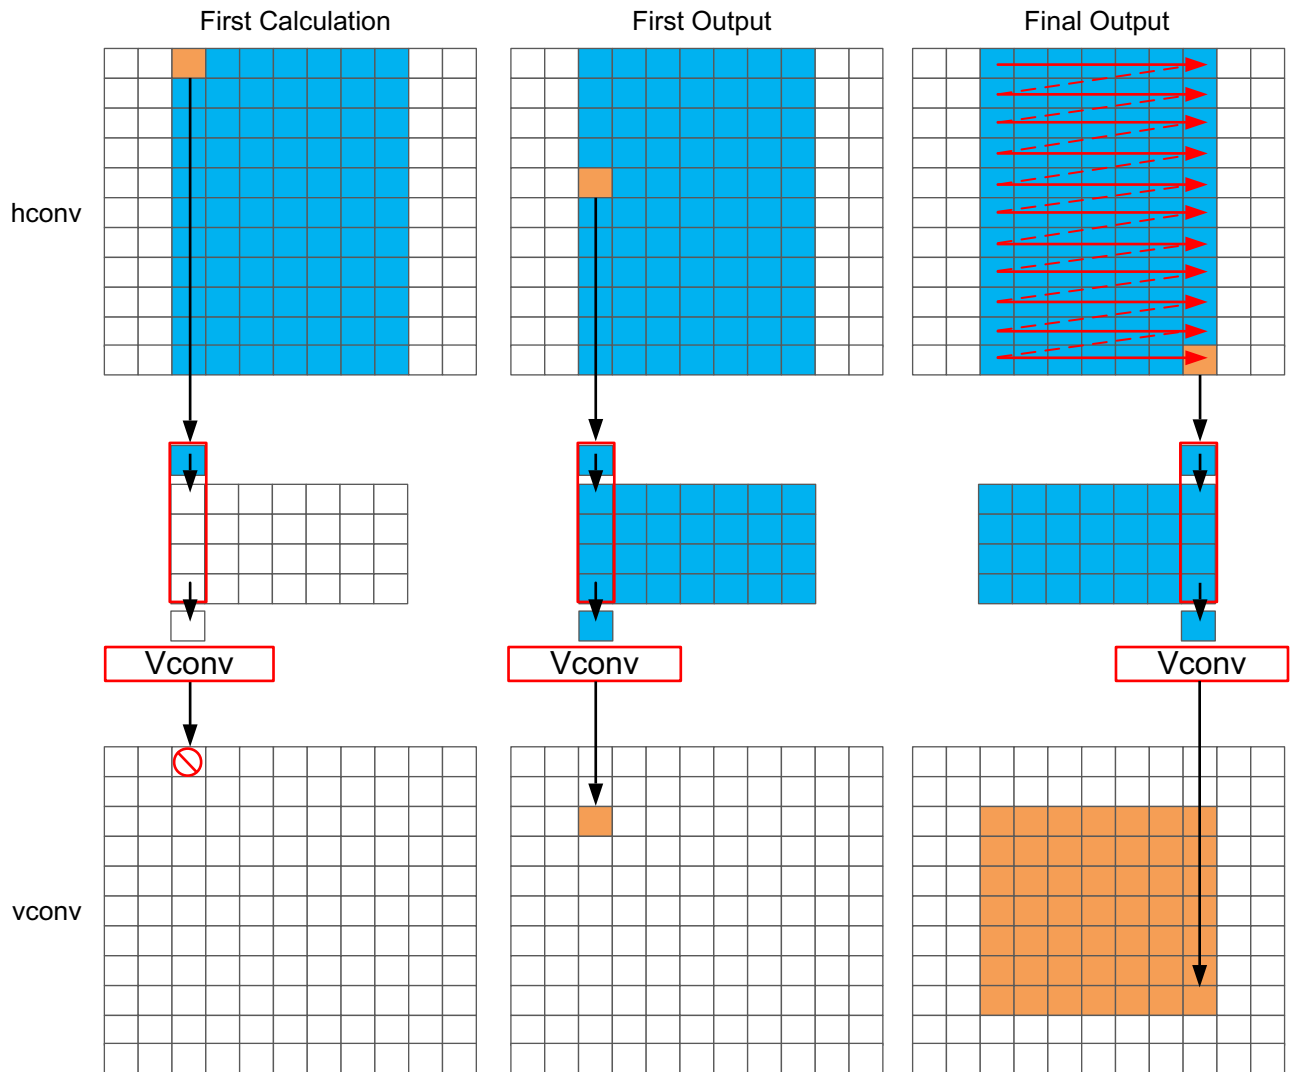 First Calculation
First Output
Final Output
hconv
Vconv
Vconv
Vconv
vconv